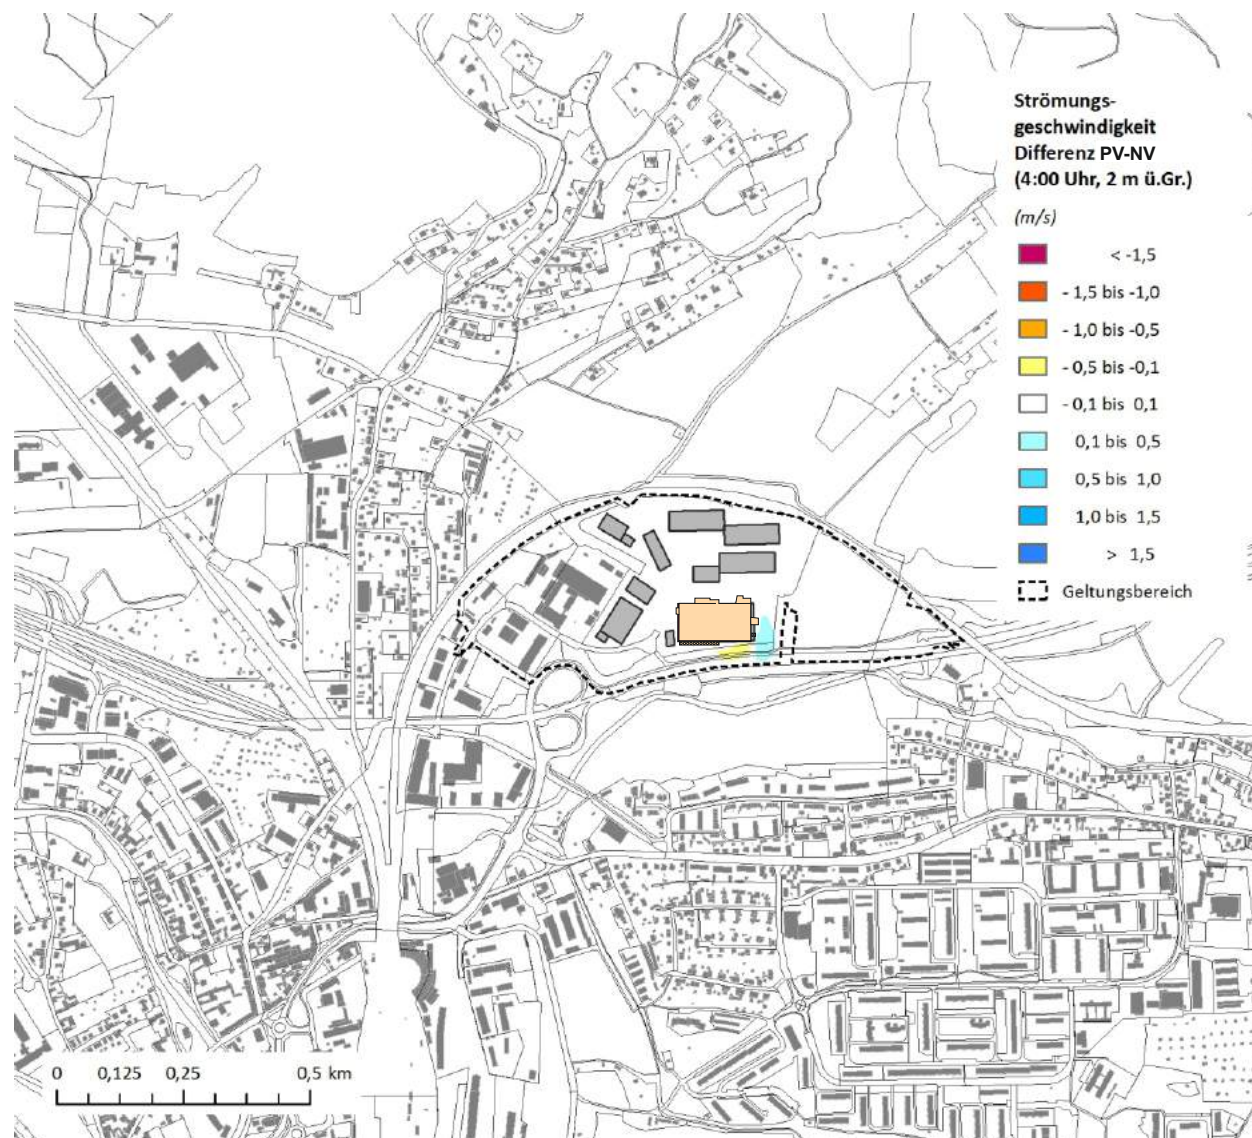 Strömungs-
geschwindigkeit
Differenz PV-NV
(4:00 Uhr, 2 m ü.Gr.)
(m/s)
< -1,5
- 1,5 bis -1,0
- 1,0 bis -0,5
- 0,5 bis -0,1
- 0,1 bis 0,1
0,1 bis 0,5
0,5 bis 1,0
1,0 bis 1,5
> 1,5
Geltungsbereich
0 0,125 0,25 0,5 km